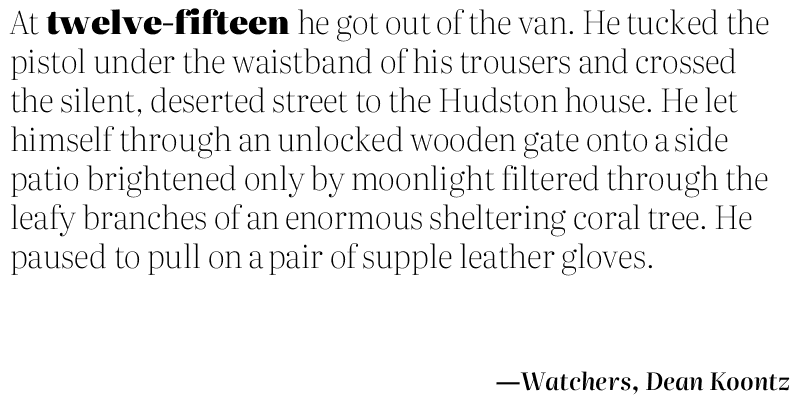 At twelve-fifteen he got out of the van. He tucked the
pistol under the waistband of his trousers and crossed
the silent, deserted street to the Hudston house. He let
himself through an unlocked wooden gate onto a side
patio brightened only by moonlight filtered through the
leafy branches of an enormous sheltering coral tree. He
paused to pull on a pair of supple leather gloves.
—Watchers, Dean Koontz